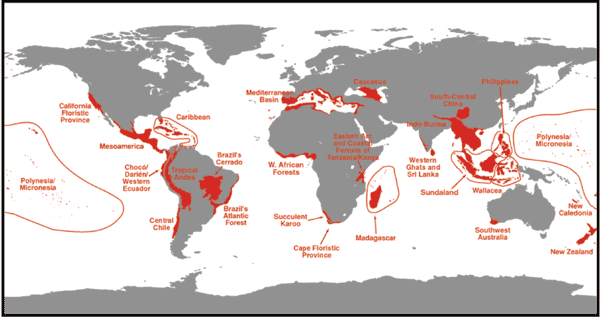 California
Floristic
Province
Caribbean
Mesoamerica
Polynesia/
Micronesia
Chocó/
Darién/
Western
Ecuador
Tropical
Andes
Brazil's
Cerrado
Central
Chile
Brazil's
Atlantic
Forest
Mediterranean
Basin
Caucasus
W. African
Forests
Eastern Arc
and Coastal
Forests of
Tanzania/Kenya
Succulent
Karoo
Cape Floristic
Province
Madagascar
South-Central
China
Philippines
Indo-Burma
Western
Ghats and
Sri Lanka
Sundaland
Wallacea
Polynesia/
Micronesia
New
Caledonia
Southwest
Australia
New Zealand